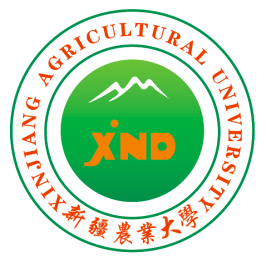 XINJIANG AGRICULTURAL UNIVERSITY
XND
新疆農業大學